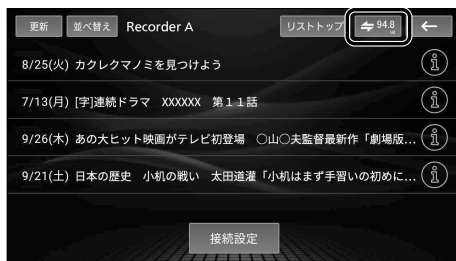 更新 並べ替え Recorder A リストトップ 94.8
8/25(火) カクレクマノミを見つけよう
7/13(月) [字]連続ドラマ XXXXXX 第11話
9/26(木) あの大ヒット映画がテレビ初登場 〇山〇夫監督最新作「劇場版...
9/21(土) 日本の歴史 小机の戦い 太田道灌「小机はまず手習いの初めに...
接続設定